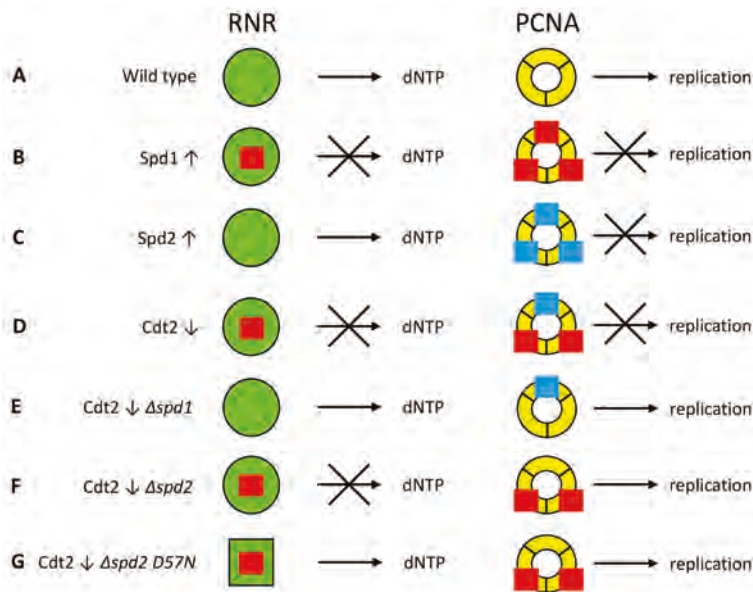 RNR PCNA
A Wild type dNTP replication
B Spd1 ↑ dNTP replication
C Spd2 ↑ dNTP replication
D Cdt2 ↓ dNTP replication
E Cdt2 ↓ Δspd1 dNTP replication
F Cdt2 ↓ Δspd2 dNTP replication
G Cdt2 ↓ Δspd2 D57N dNTP replication